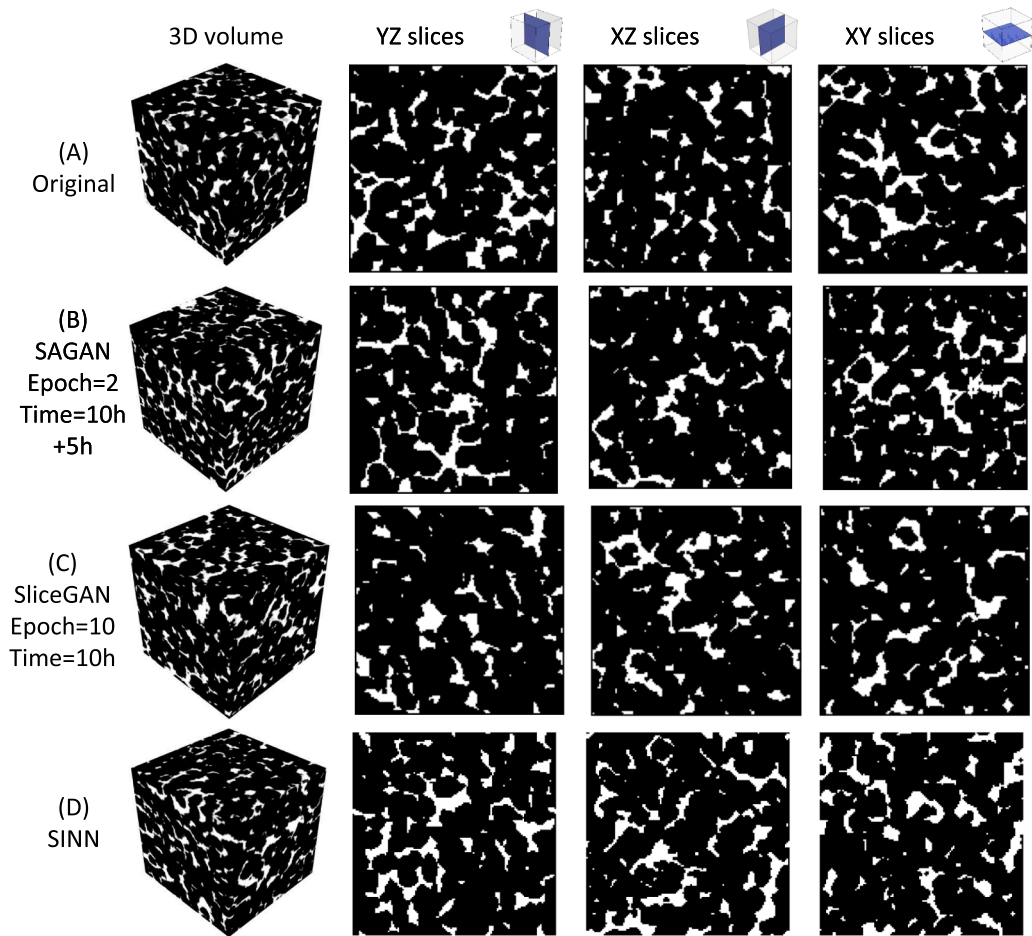 3D volume
YZ slices
XZ slices
XY slices
(A)
Original
(B)
SAGAN
Epoch=2
Time=10h
+5h
(C)
SliceGAN
Epoch=10
Time=10h
(D)
SINN